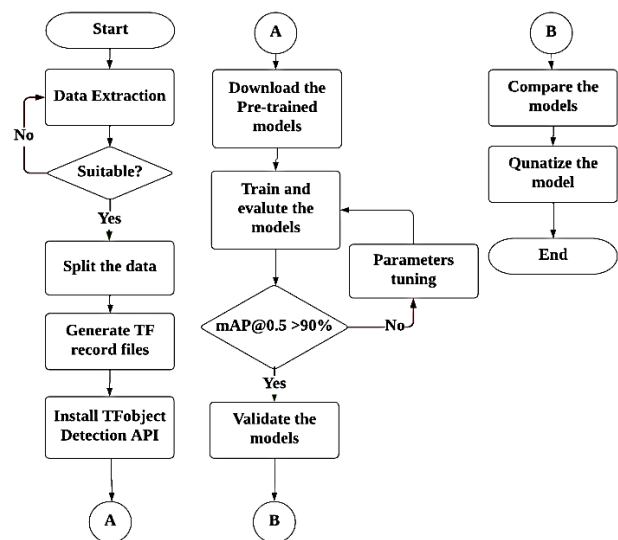 Start
Data Extraction
No
Suitable?
Yes
Split the data
Generate TF
record files
Install TFobject
Detection API
A
A
Download the
Pre-trained
models
Train and
evalute the
models
Parameters
tuning
mAP@0.5 >90%
No
Yes
Validate the
models
B
B
Compare the
models
Qunatize the
model
End